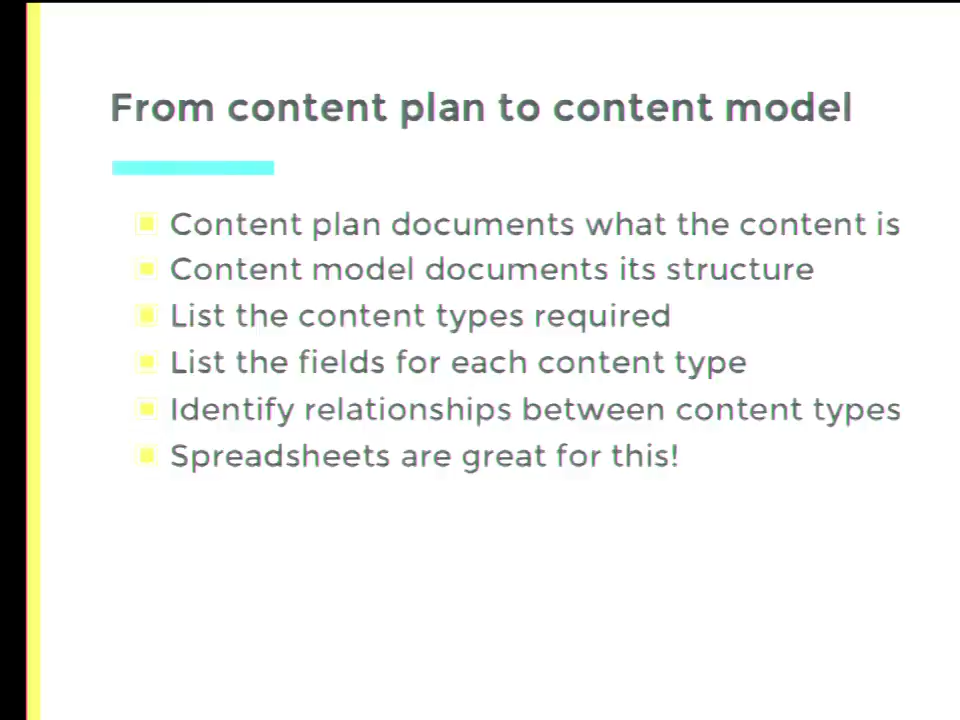 From content plan to content model
Content plan documents what the content is
Content model documents its structure
List the content types required
List the fields for each content type
Identify relationships between content types
Spreadsheets are great for this!